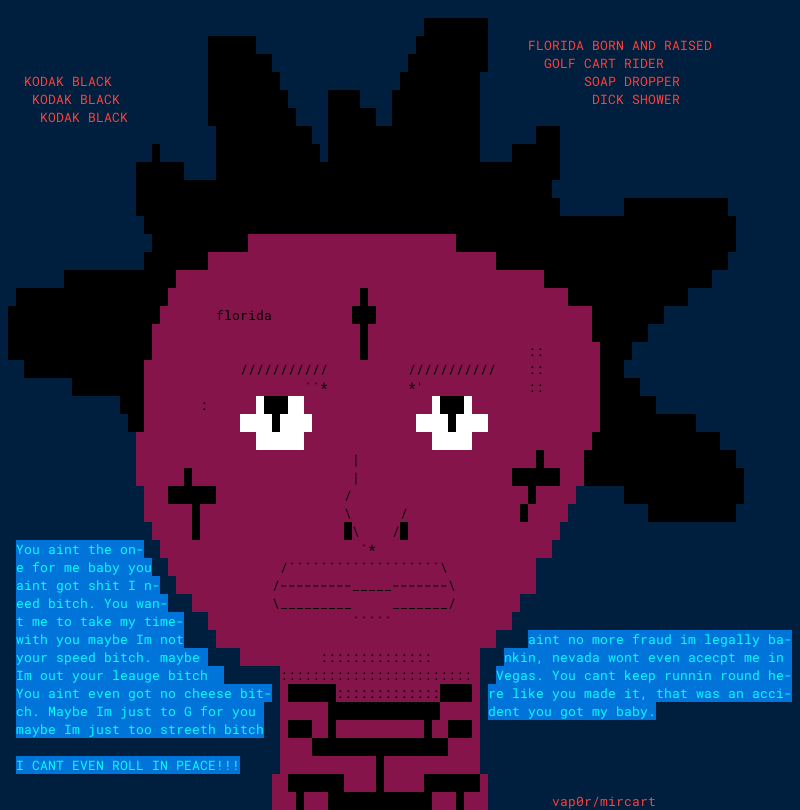 FLORIDA BORN AND RAISED
GOLF CART RIDER
KODAK BLACK
SOAP DROPPER
KODAK BLACK
DICK SHOWER
KODAK BLACK
florida
You aint the on-
e for me baby you
aint got shit I n-
eed bitch. You wan-
t me to take my time-
with you maybe Im not
your speed bitch. maybe
Im out your leauge bitch
You aint even got no cheese bit-
ch. Maybe Im just to G for you
maybe Im just too streeth bitch
I CANT EVEN ROLL IN PEACE!!!
aint no more fraud im legally ba-
nkin, nevada wont even acecpt me in
Vegas. You cant keep runnin round he-
re like you made it, that was an acci-
dent you got my baby.
vap0r/mircart